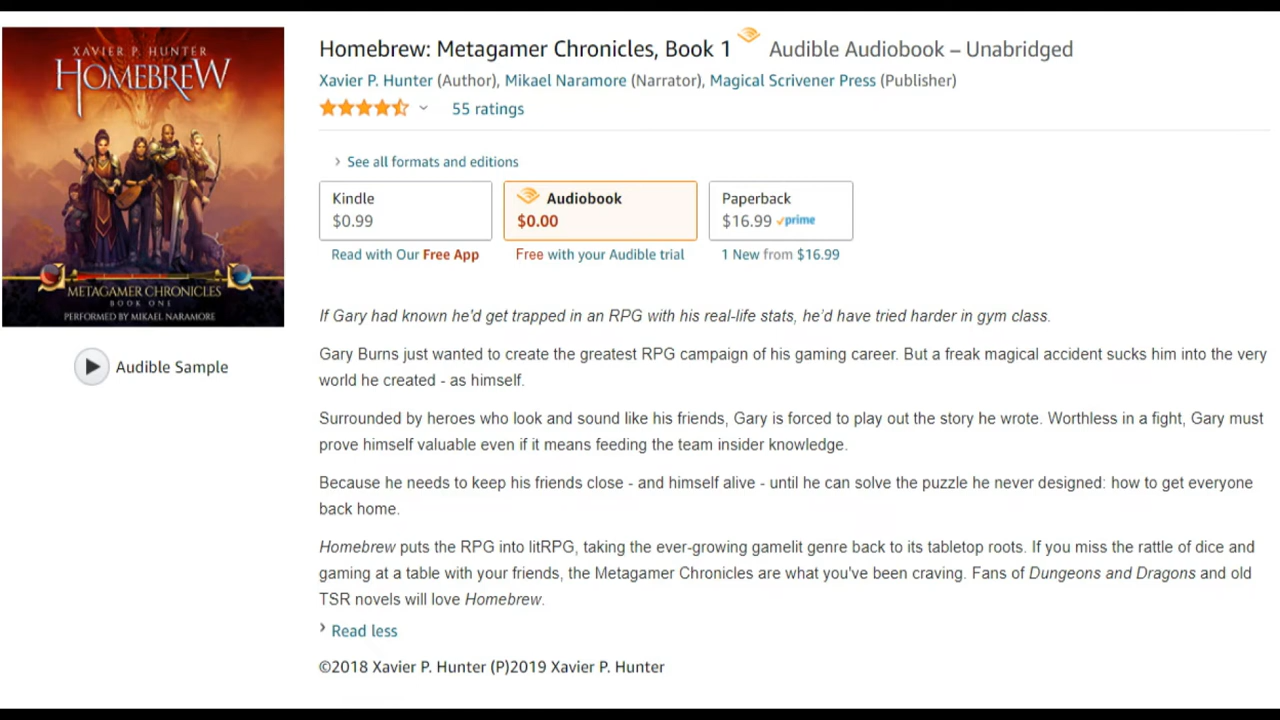 XAVIER P. HUNTER
HOMEBREW
METAGAMER CHRONICLES
BOOK ONE
PERFORMED BY MIKAEL NARAMORE
Audible Sample
Homebrew: Metagamer Chronicles, Book 1 Audible Audiobook – Unabridged
Xavier P. Hunter (Author), Mikael Naramore (Narrator), Magical Scrivener Press (Publisher)
55 ratings
See all formats and editions
Kindle Audiobook Paperback
$0.99 $0.00 $16.99 prime
Read with Our Free App Free with your Audible trial 1 New from $16.99
If Gary had known he'd get trapped in an RPG with his real-life stats, he'd have tried harder in gym class.
Gary Burns just wanted to create the greatest RPG campaign of his gaming career. But a freak magical accident sucks him into the very
world he created - as himself.
Surrounded by heroes who look and sound like his friends, Gary is forced to play out the story he wrote. Worthless in a fight, Gary must
prove himself valuable even if it means feeding the team insider knowledge.
Because he needs to keep his friends close - and himself alive - until he can solve the puzzle he never designed: how to get everyone
back home.
Homebrew puts the RPG into litRPG, taking the ever-growing gamelit genre back to its tabletop roots. If you miss the rattle of dice and
gaming at a table with your friends, the Metagamer Chronicles are what you've been craving. Fans of Dungeons and Dragons and old
TSR novels will love Homebrew.
Read less
©2018 Xavier P. Hunter (P)2019 Xavier P. Hunter